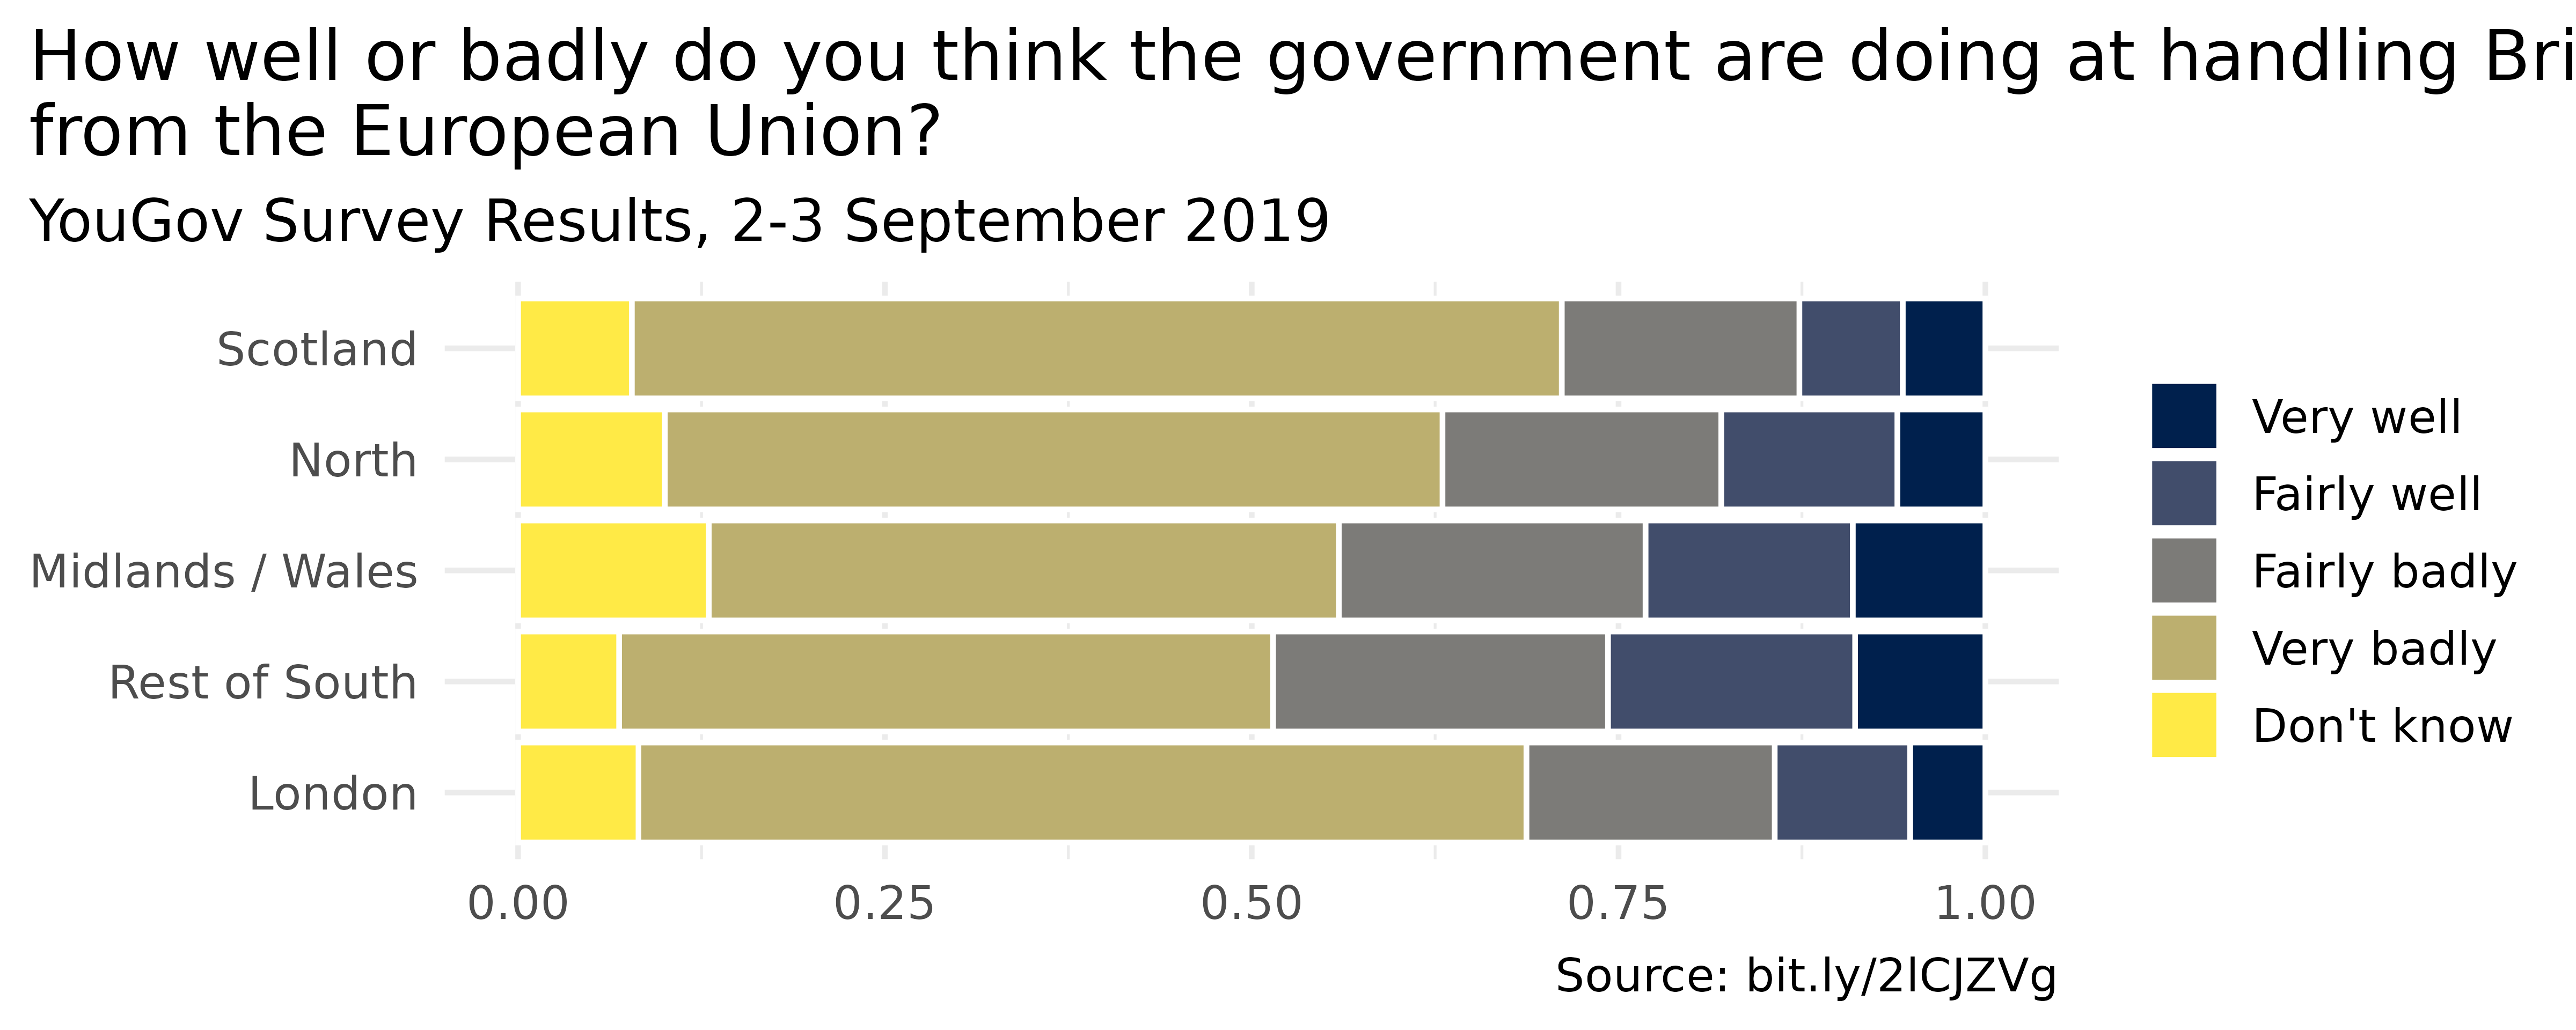 How well or badly do you think the government are doing at handling Bri
from the European Union?
YouGov Survey Results, 2-3 September 2019
Scotland
North
Midlands / Wales
Rest of South
London
Very well
Fairly well
Fairly badly
Very badly
Don't know
0.00 0.25 0.50 0.75 1.00
Source: bit.ly/2lCJZVg